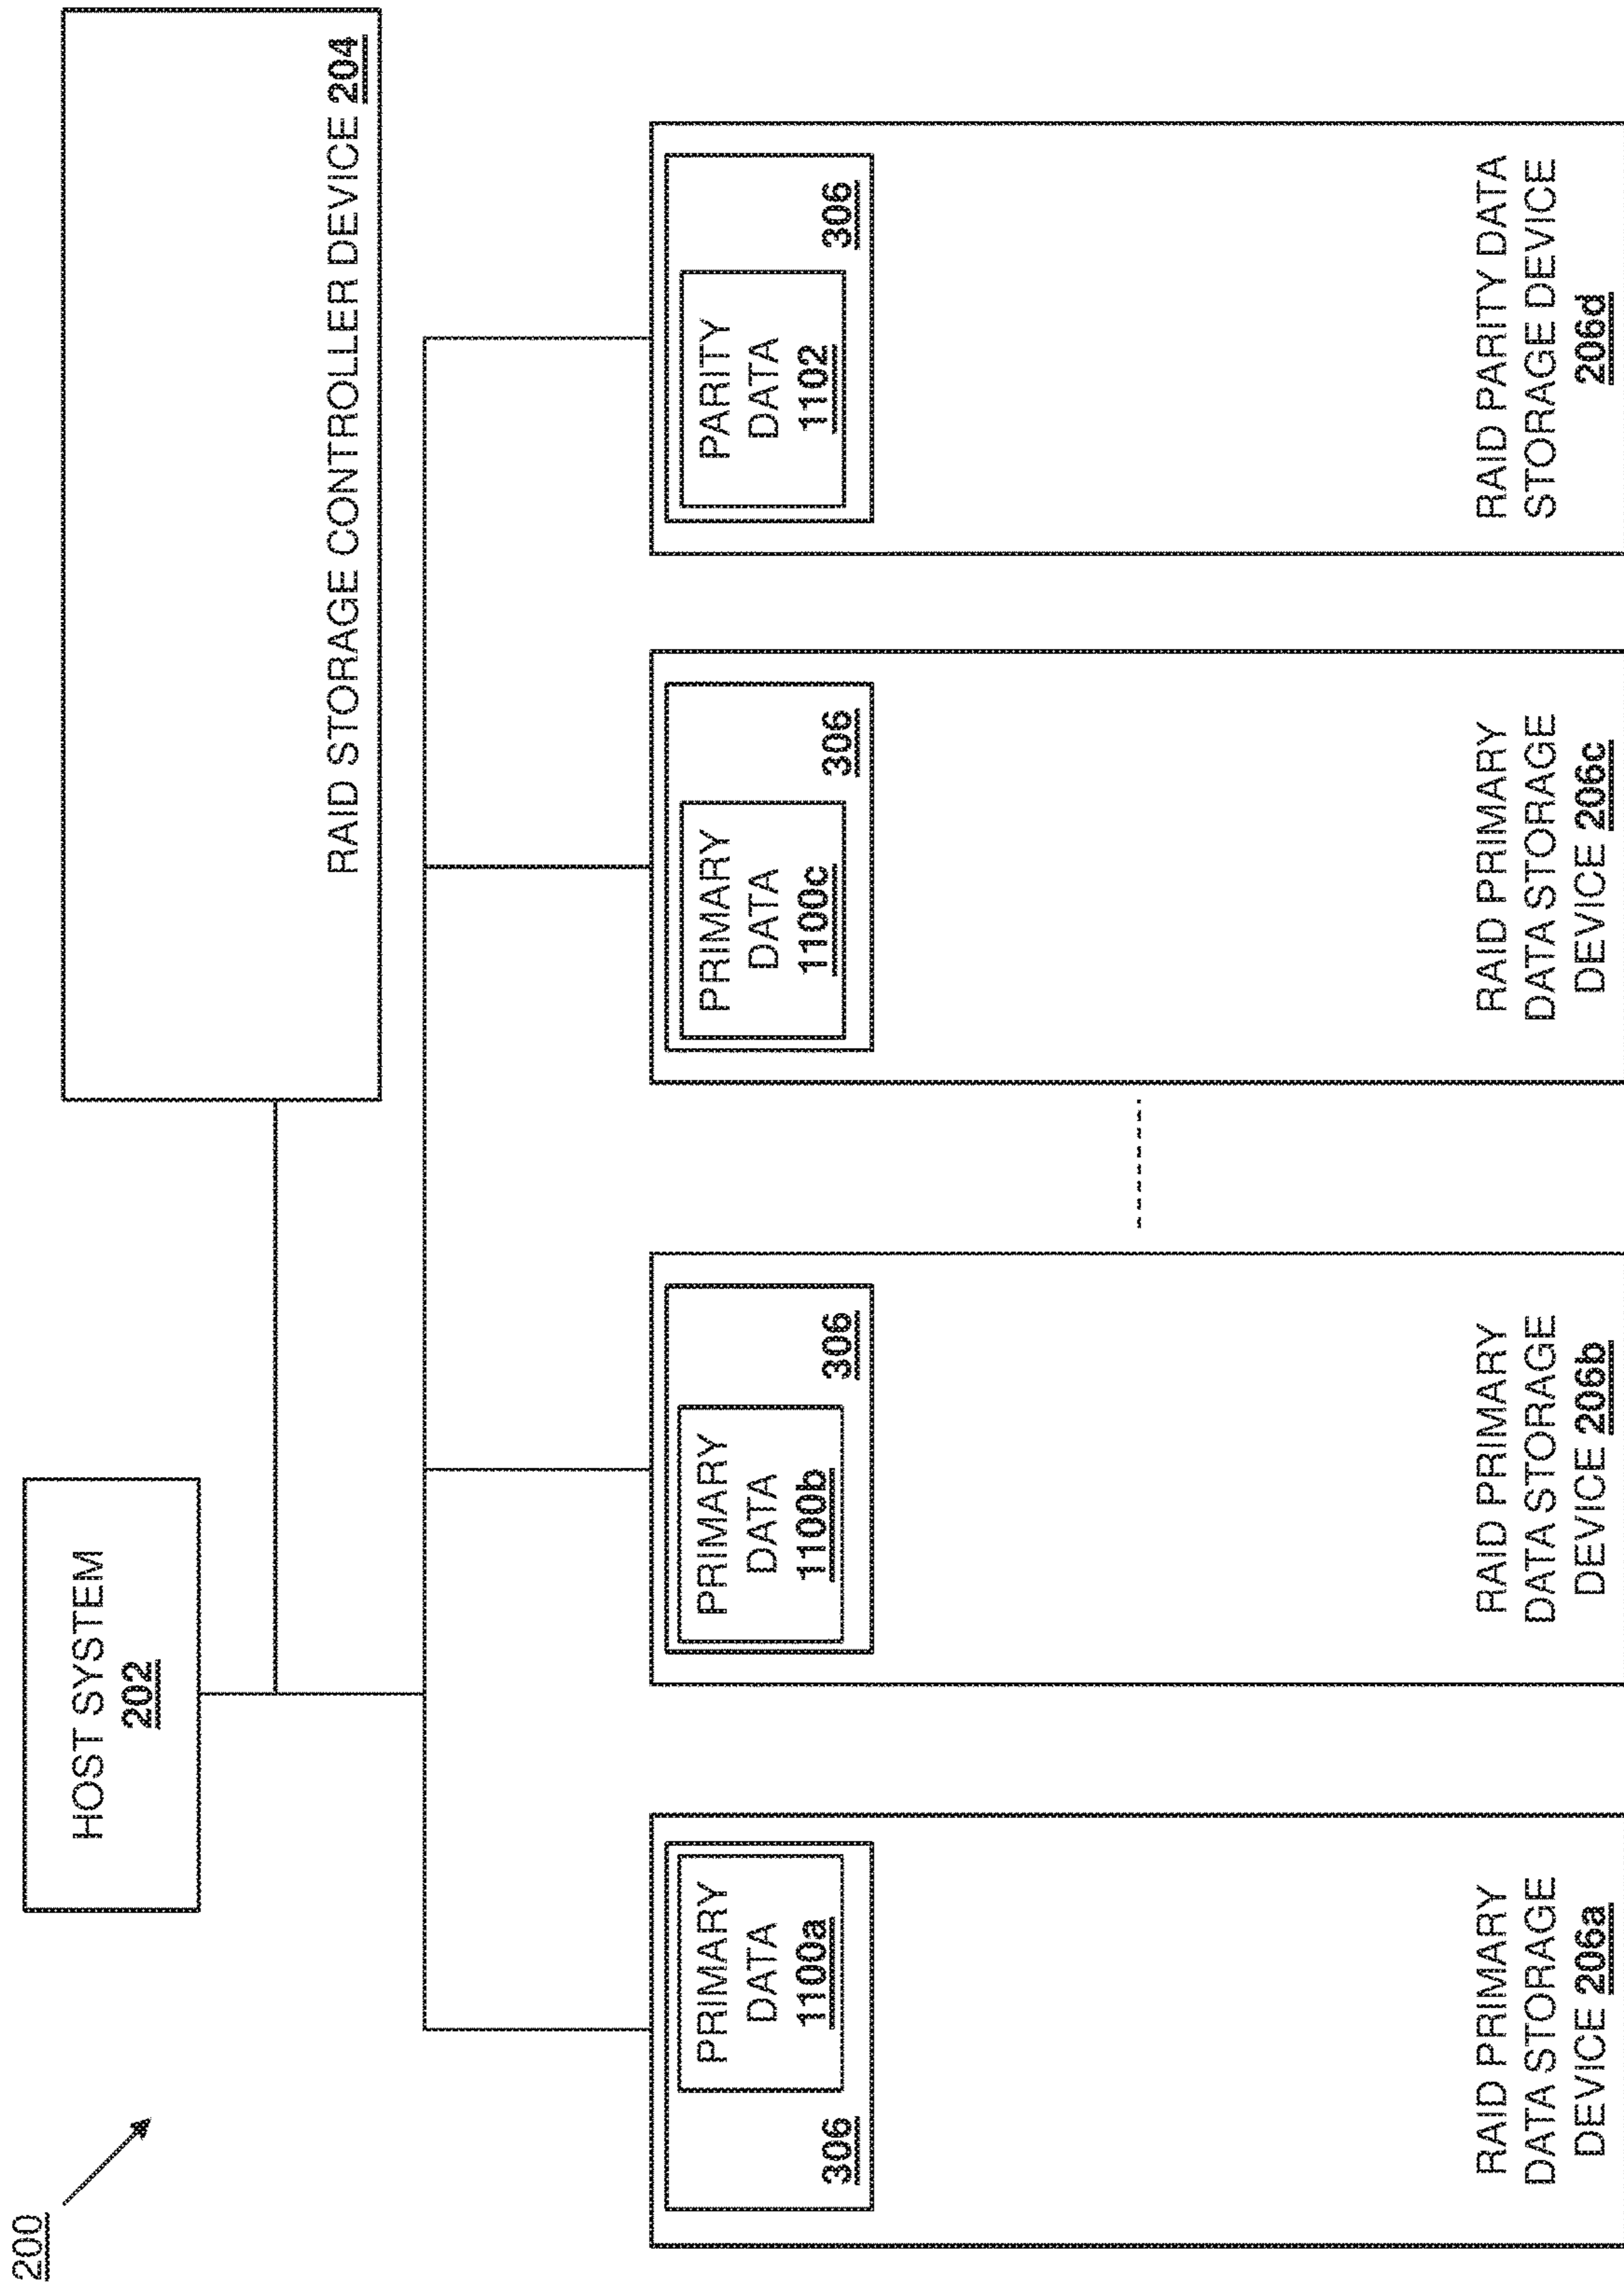 200
HOST SYSTEM
202
RAID STORAGE CONTROLLER DEVICE 204
PRIMARY
DATA
1100a
306
RAID PRIMARY
DATA STORAGE
DEVICE 206a
PRIMARY
DATA
1100b
306
RAID PRIMARY
DATA STORAGE
DEVICE 206b
PRIMARY
DATA
1100c
306
RAID PRIMARY
DATA STORAGE
DEVICE 206c
PARITY
DATA
1102
306
RAID PARITY DATA
STORAGE DEVICE
206d